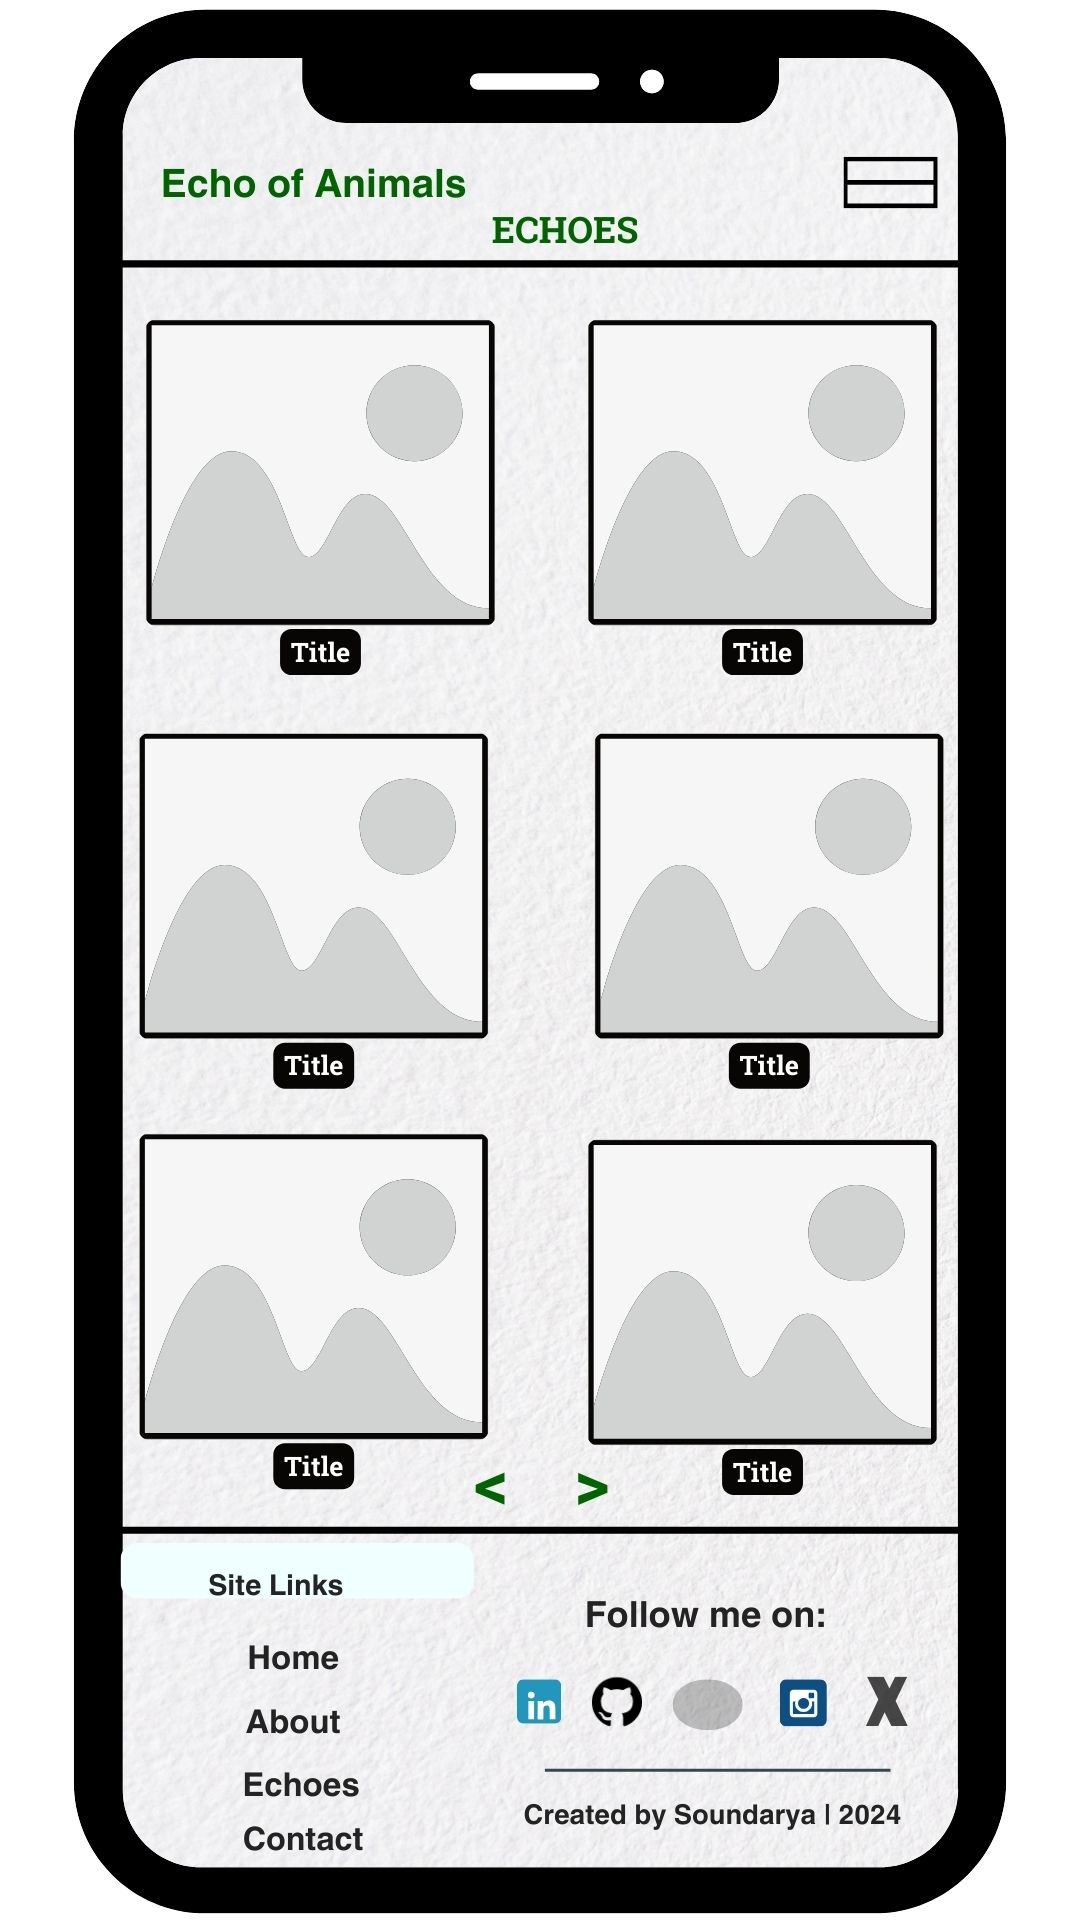 Echo of Animals
ECHOES
Title
Title
Title
Title
Title
Title
< >
Site Links
Home
About
Echoes
Contact
Follow me on:
in
X
Created by Soundarya | 2024